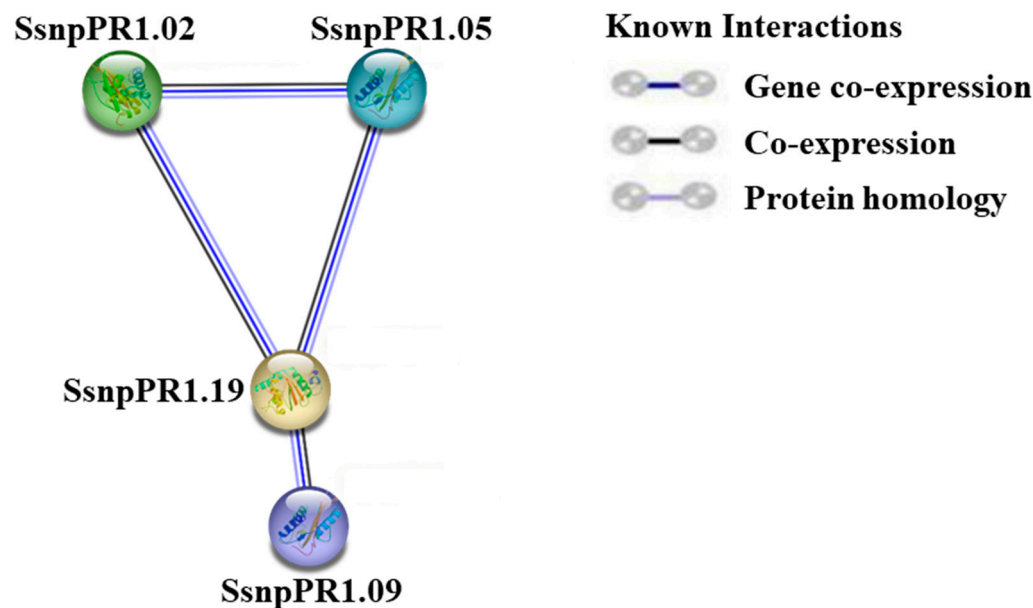 SsnpPR1.02
SsnpPR1.05
SsnpPR1.19
SsnpPR1.09
Known Interactions
Gene co-expression
Co-expression
Protein homology